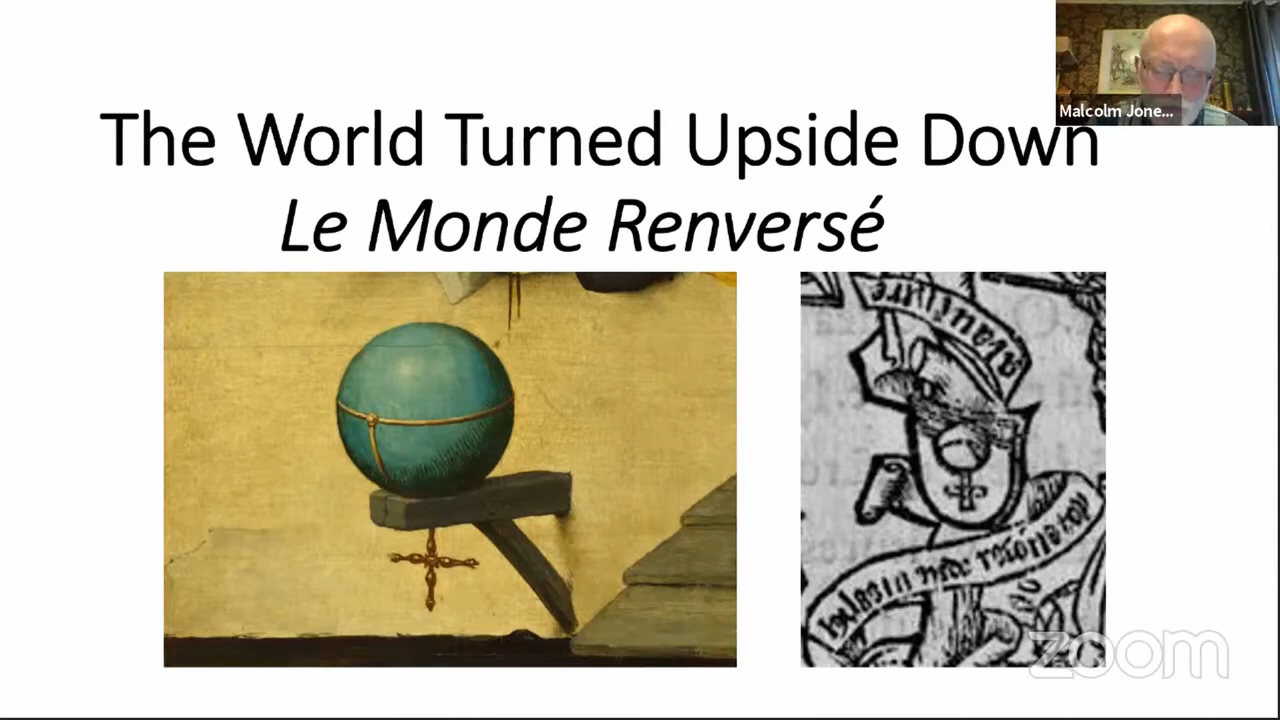 The World Turned Upside Down
Le Monde Renversé
Malcolm Jone...
zoom